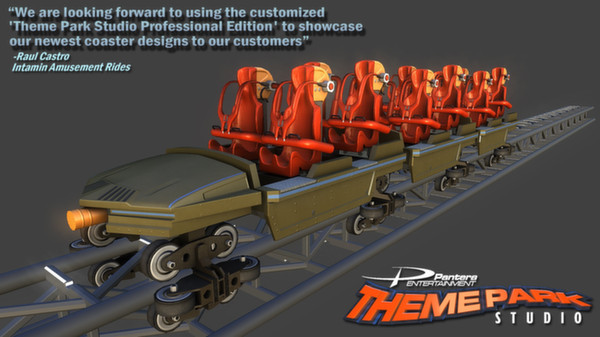 “We are looking forward to using the customized
'Theme Park Studio Professional Edition' to showcase
our newest coaster designs to our customers”
-Raul Castro
Intamin Amusement Rides
Pantera
ENTERTAINMENT
THEME PARK
STUDIO